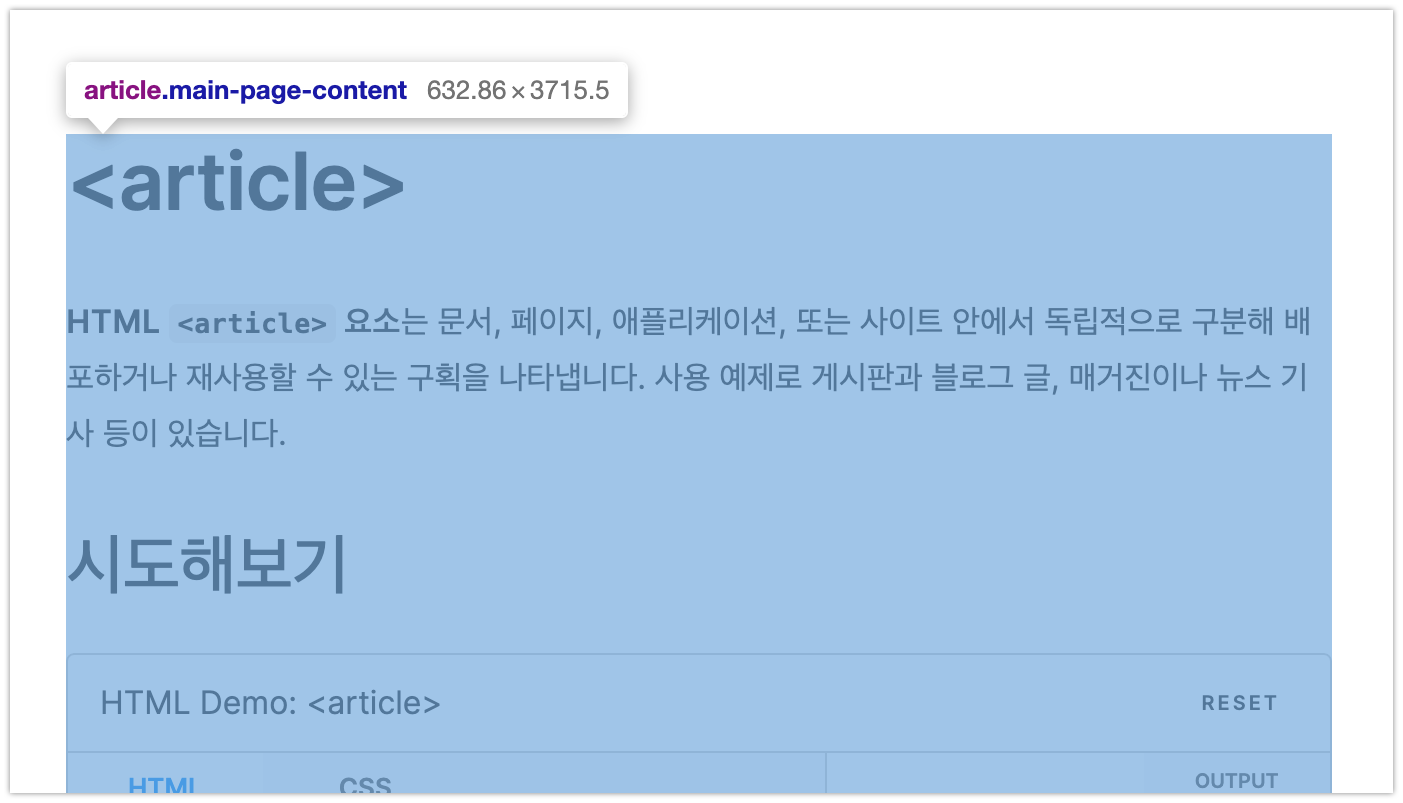 article.main-page-content 632.86×3715.5
<article>
HTML <article> 요소는 문서, 페이지, 애플리케이션, 또는 사이트 안에서 독립적으로 구분해 배
포하거나 재사용할 수 있는 구획을 나타냅니다. 사용 예제로 게시판과 블로그 글, 매거진이나 뉴스 기
사 등이 있습니다.
시도해보기
HTML Demo: <article> RESET
HTML CSS OUTPUT